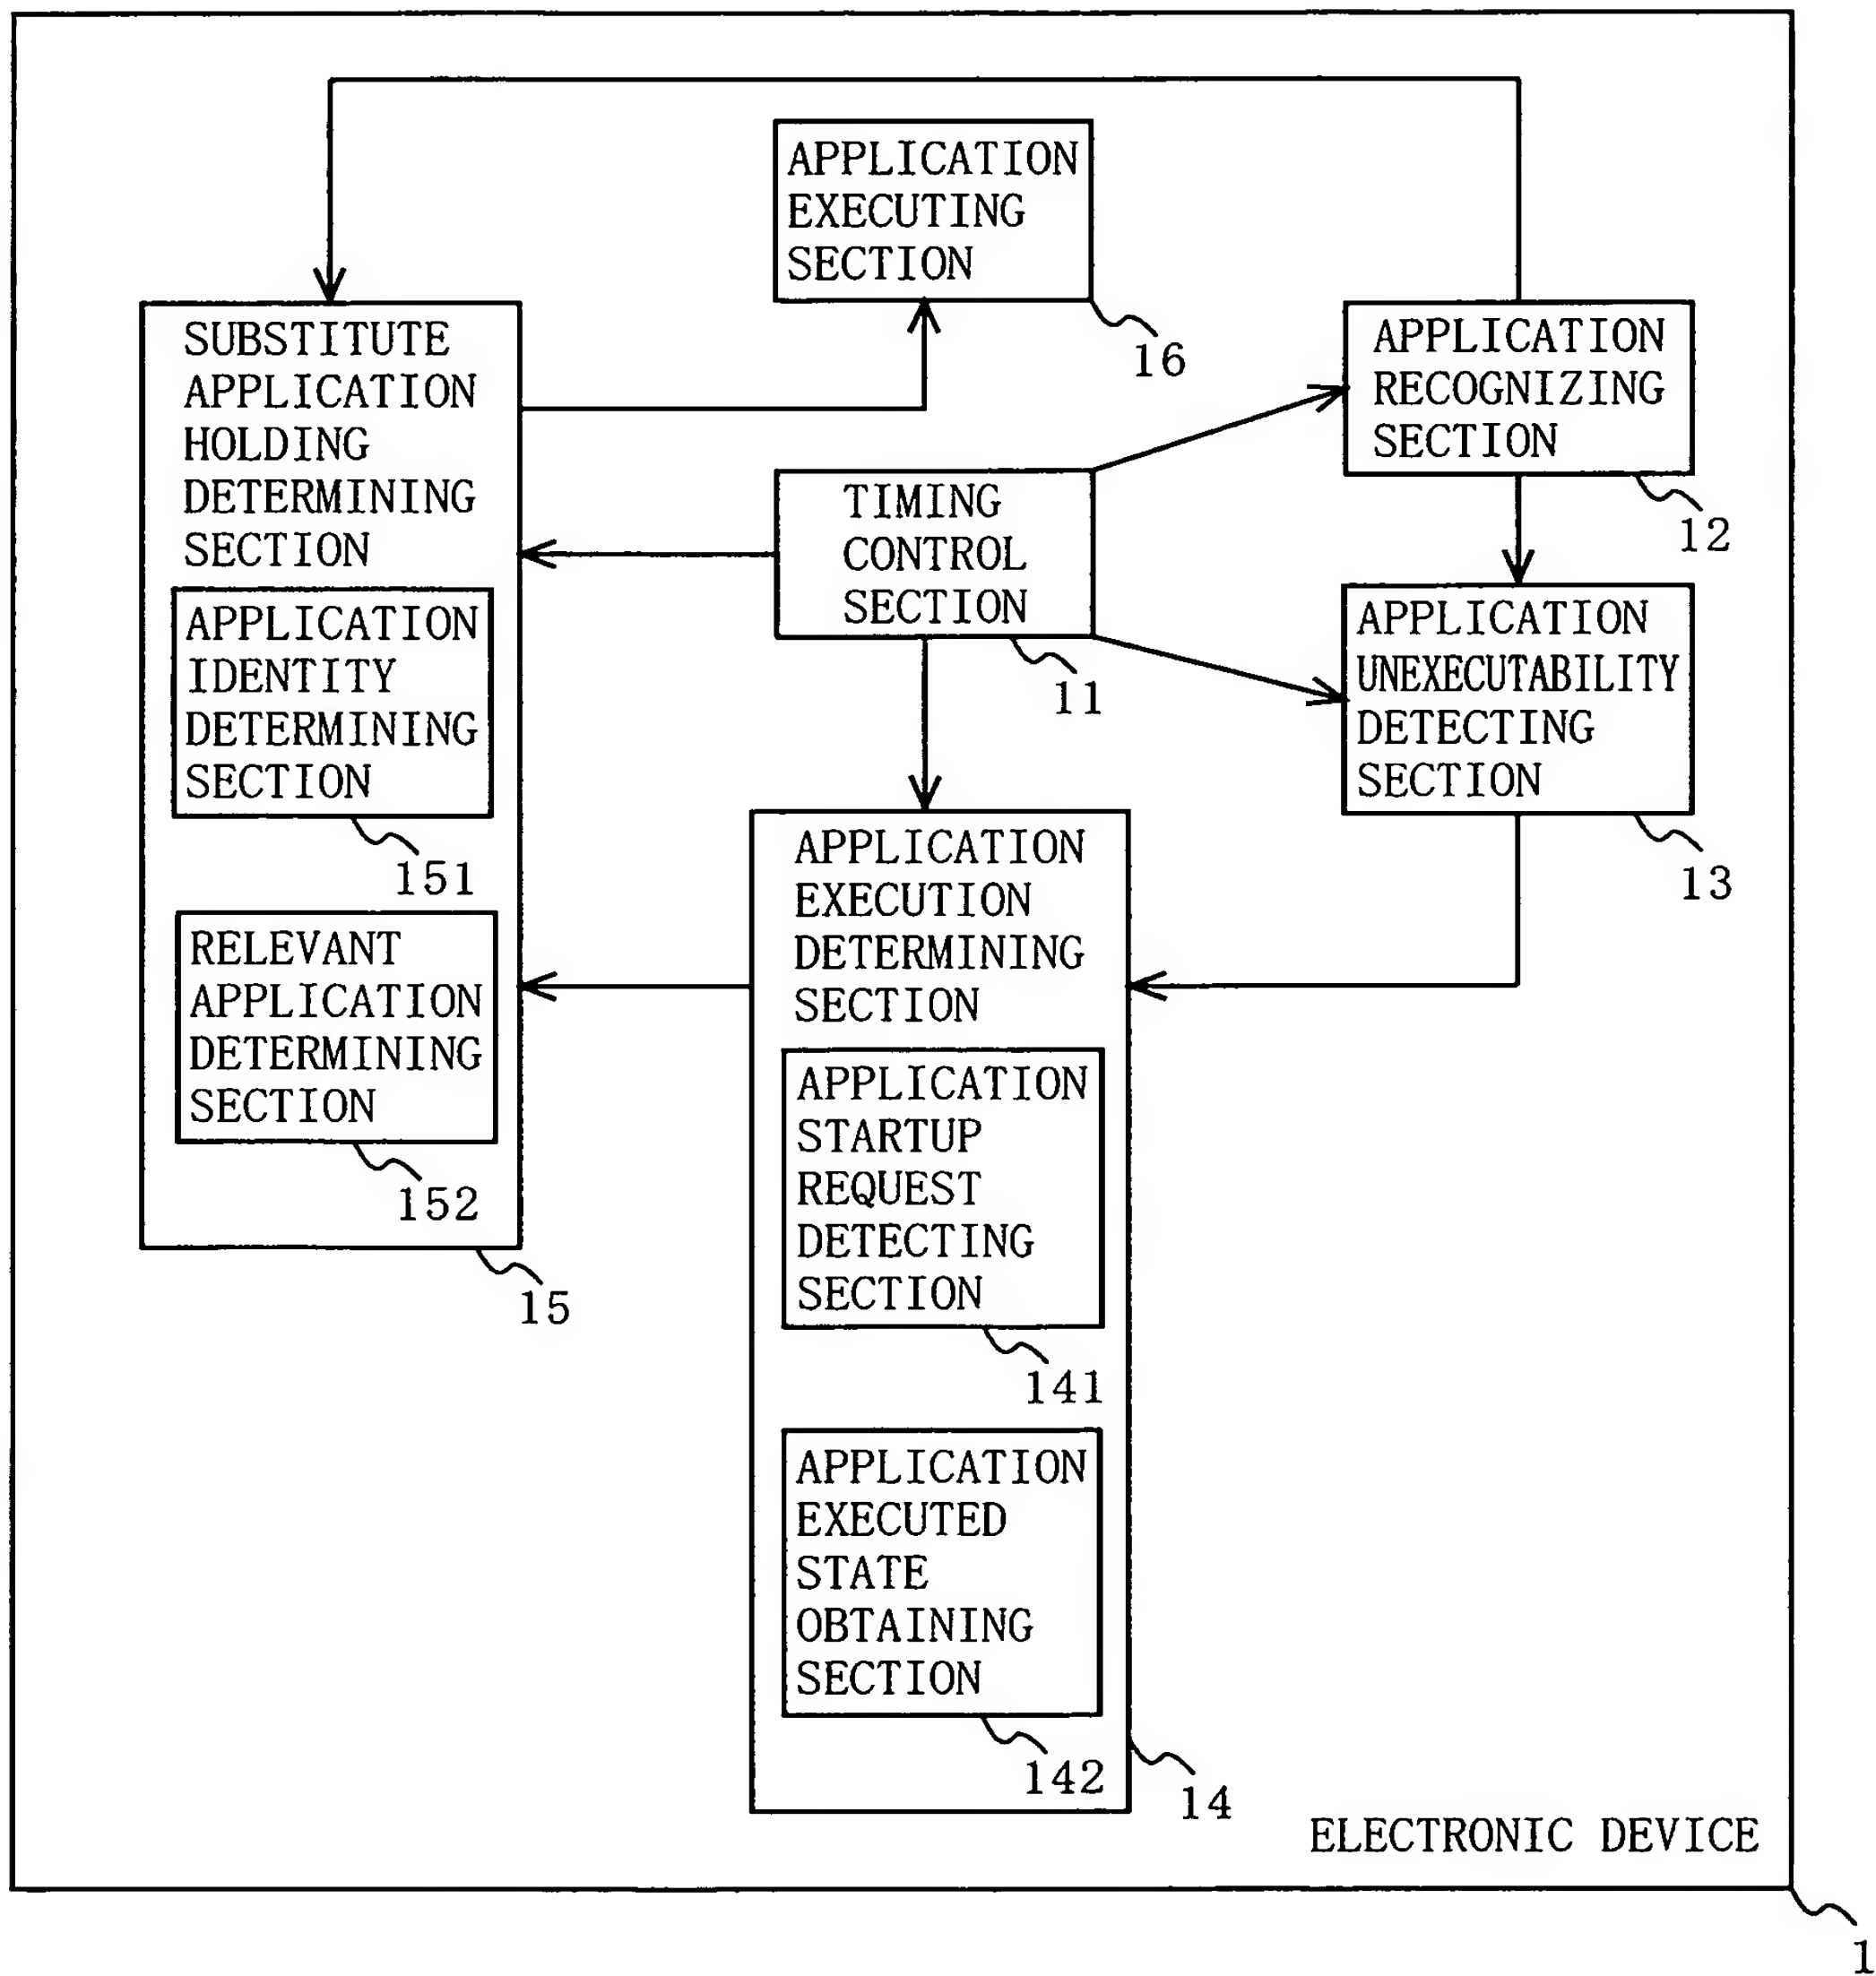 APPLICATION
EXECUTING
SECTION
16
SUBSTITUTE
APPLICATION
HOLDING
DETERMINING
SECTION
APPLICATION
IDENTITY
DETERMINING
SECTION
151
RELEVANT
APPLICATION
DETERMINING
SECTION
152
15
TIMING
CONTROL
SECTION
11
APPLICATION
RECOGNIZING
SECTION
12
APPLICATION
UNEXECUTABILITY
DETECTING
SECTION
13
APPLICATION
EXECUTION
DETERMINING
SECTION
APPLICATION
STARTUP
REQUEST
DETECTING
SECTION
141
APPLICATION
EXECUTED
STATE
OBTAINING
SECTION
142
14
ELECTRONIC DEVICE
1